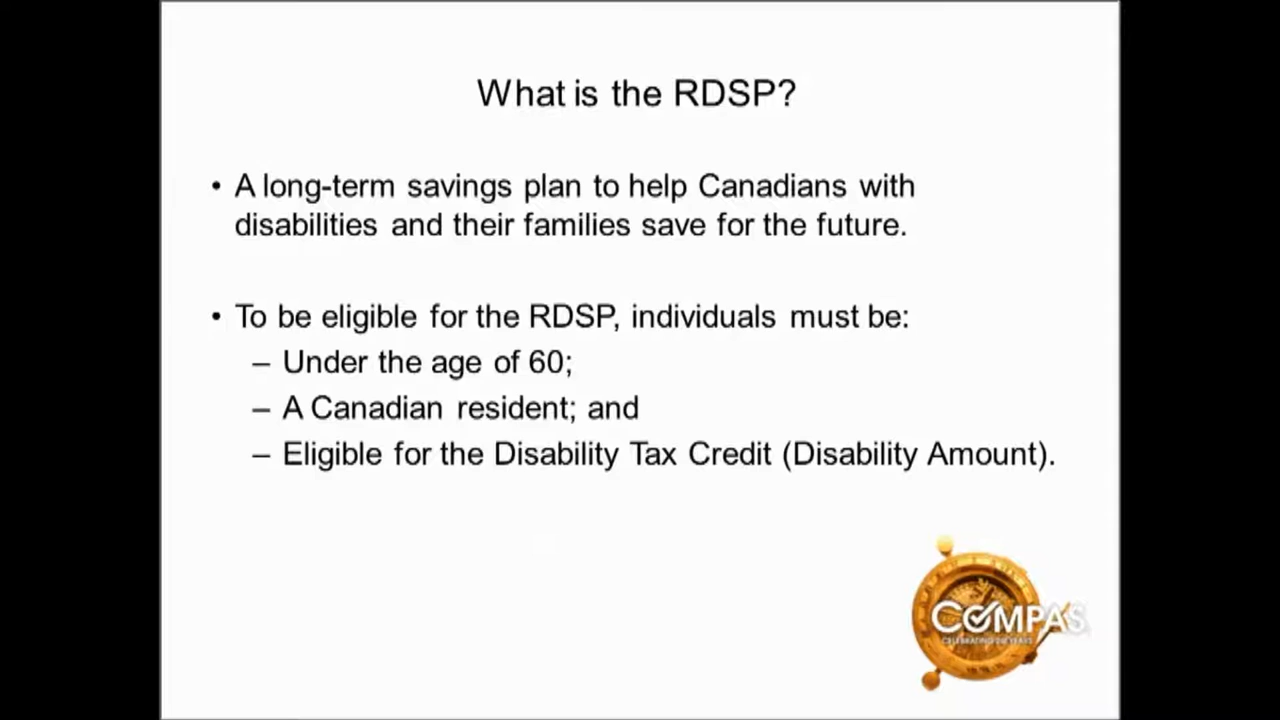 What is the RDSP?
• A long-term savings plan to help Canadians with
disabilities and their families save for the future.
• To be eligible for the RDSP, individuals must be:
– Under the age of 60;
– A Canadian resident; and
– Eligible for the Disability Tax Credit (Disability Amount).
COMPAS
CELEBRATING
YEARS